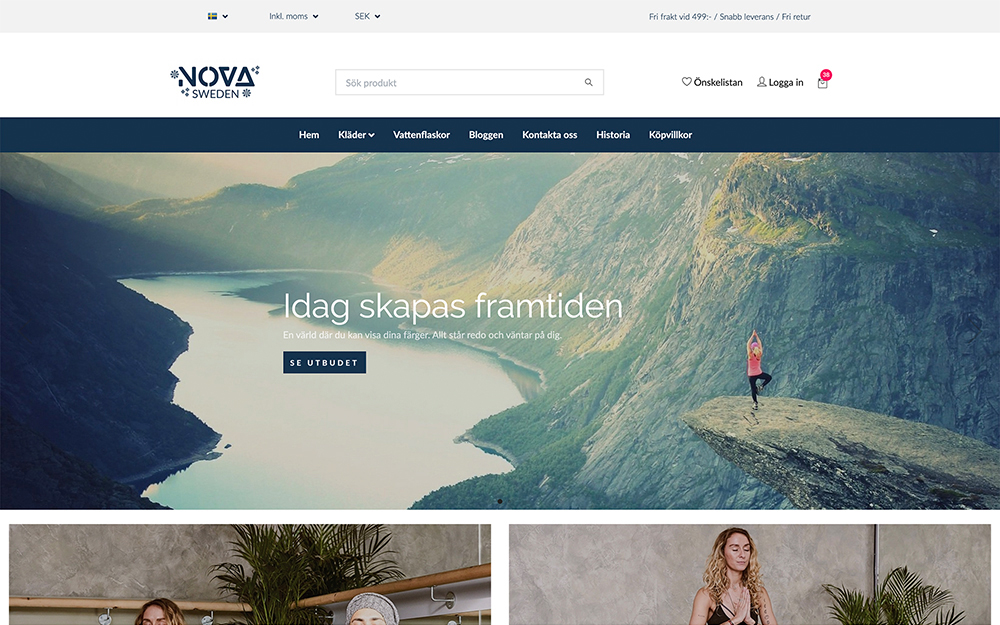 Inkl. moms
SEK
Fri frakt vid 499:- / Snabb leverans / Fri retur
NOVA
SWEDEN
Sök produkt
Önskelistan
Logga in
38
Hem
Kläder
Vattenflaskor
Bloggen
Kontakta oss
Historia
Köpvillkor
Idag skapas framtiden
En värld där du kan visa dina färger. Allt står redo och väntar på dig.
SE UTBUDET